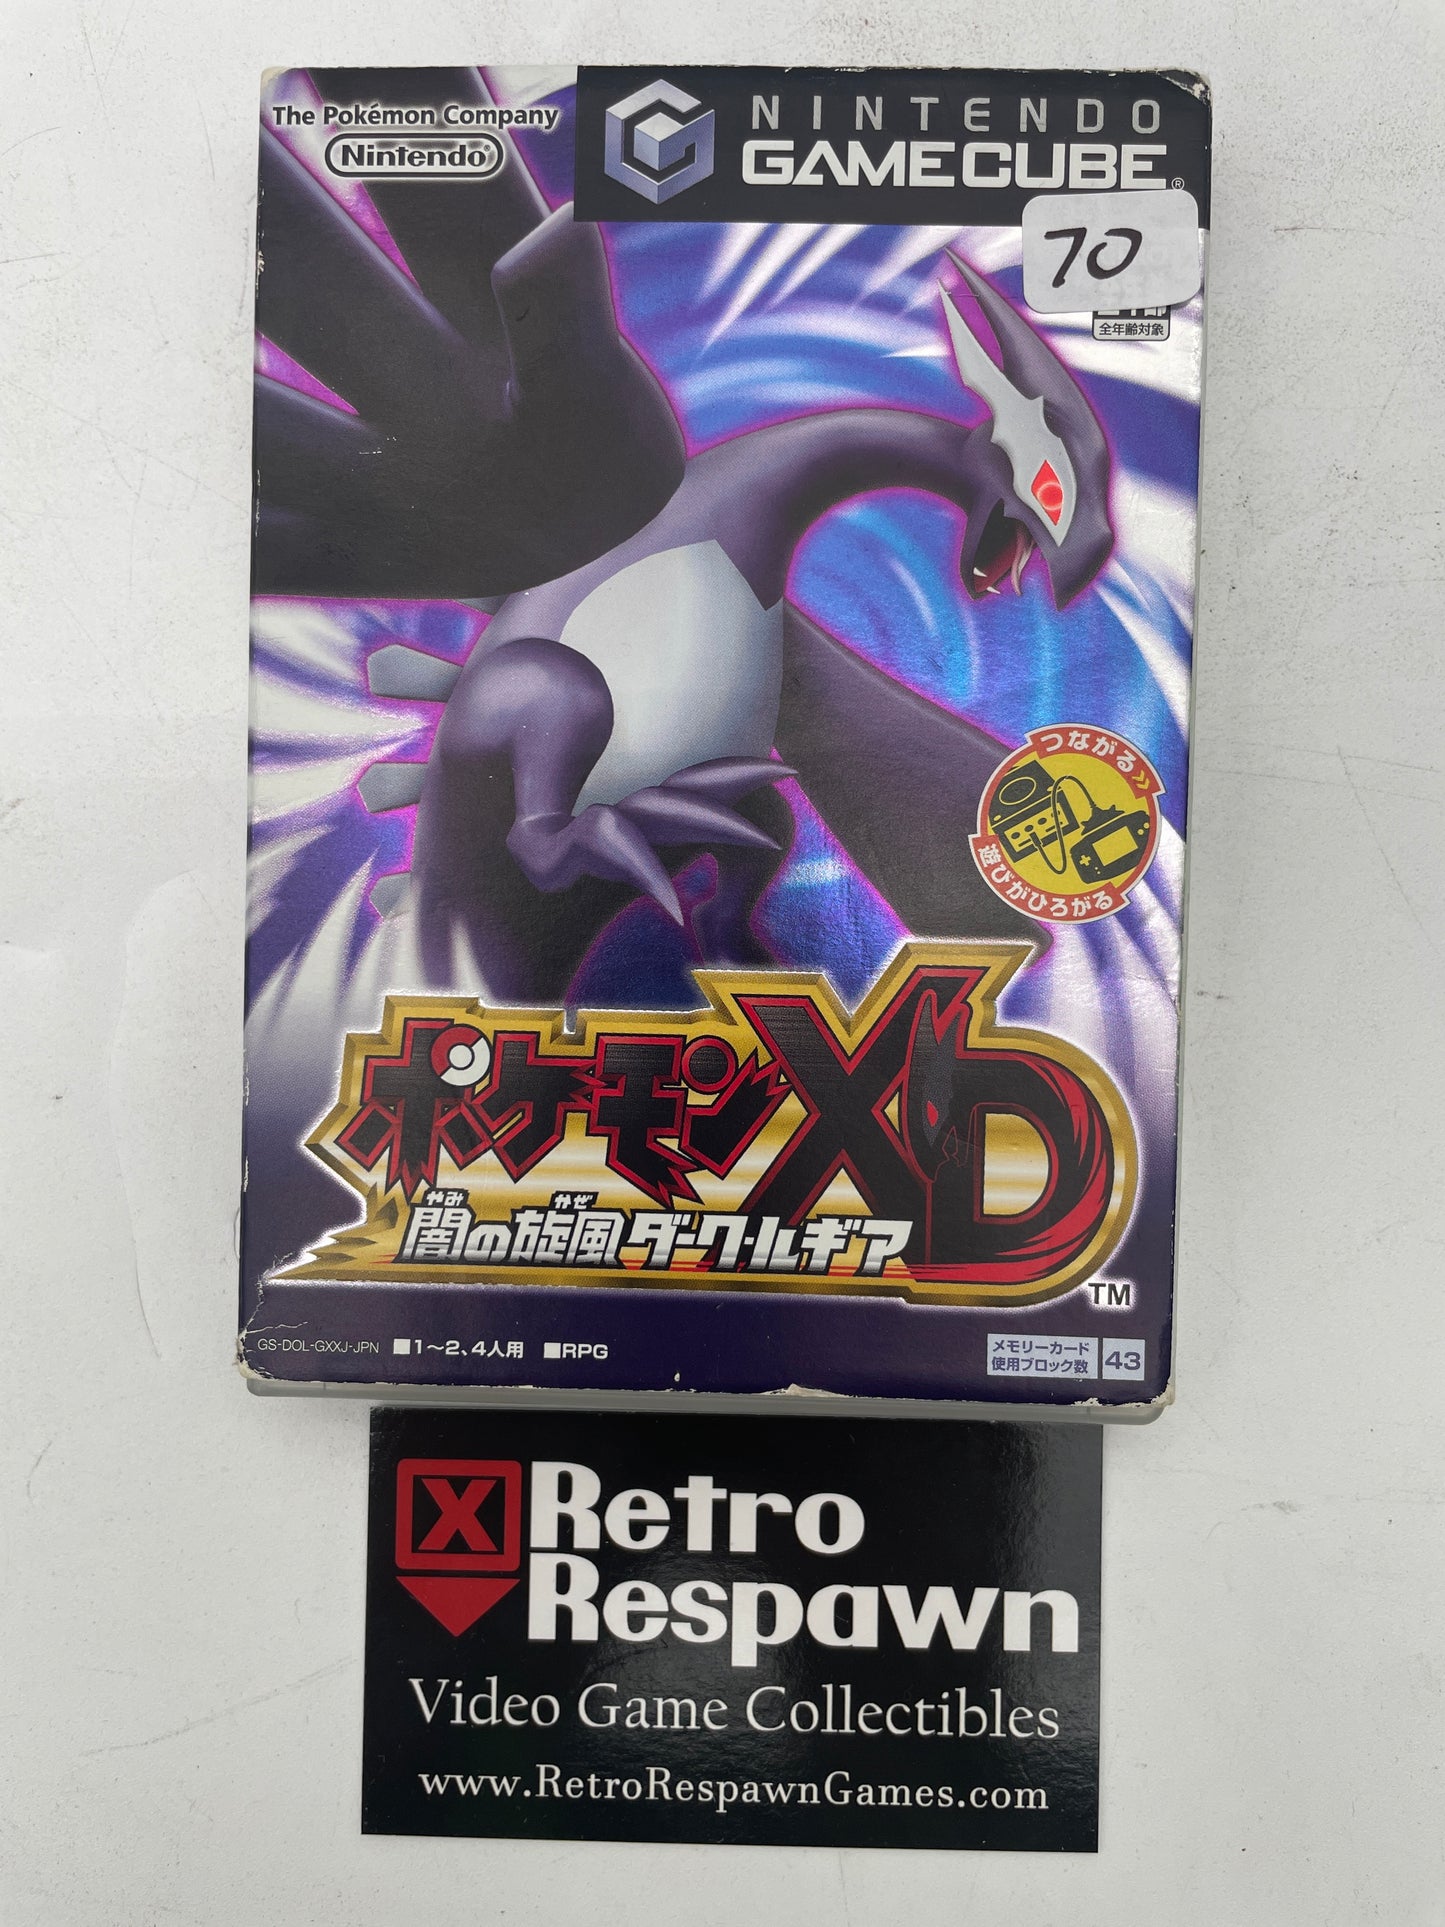 The Pokémon Company
Nintendo®
NINTENDO
GAMECUBE®
70
全年齢対象
つながる
遊びがひろがる
ポケモンXD
やみ かぜ
闇の旋風ダーク・ルギア
TM
GS-DOL-GXXJ-JPN ■1〜2、4人用 ■RPG
メモリーカード
使用ブロック数 43
X Retro
Respawn
Video Game Collectibles
www.RetroRespawnGames.com